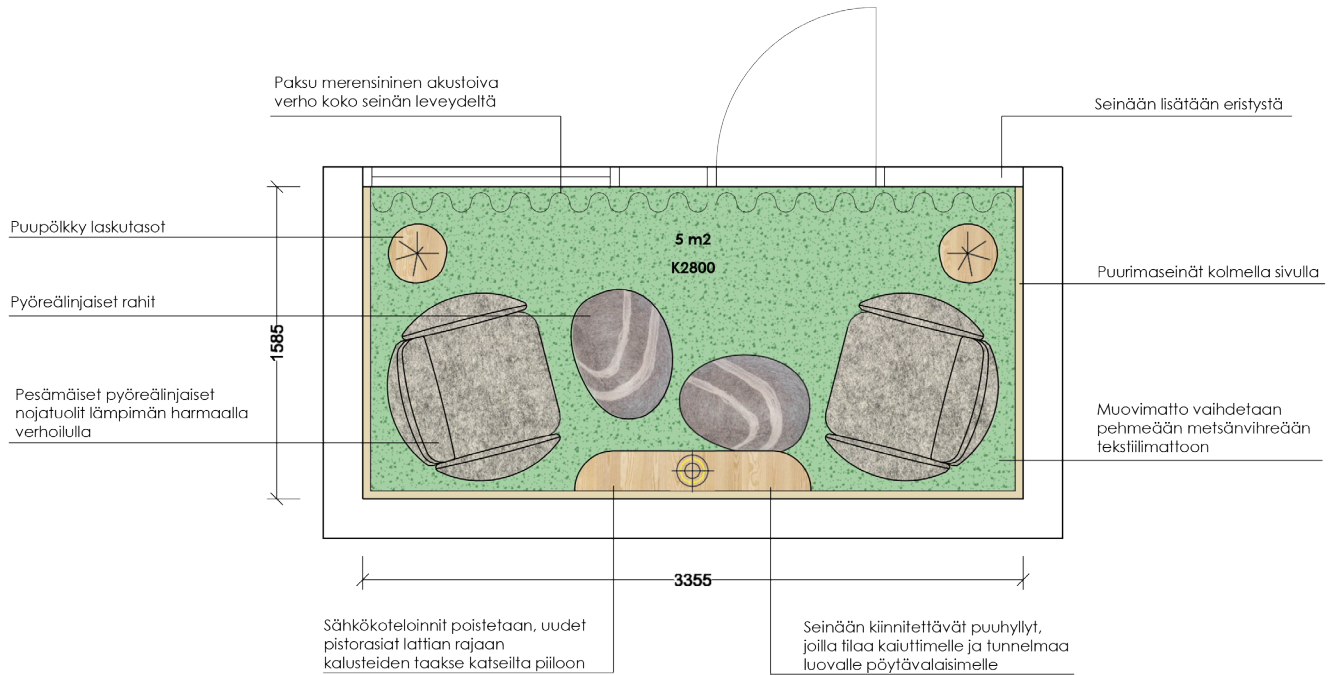 Paksu merensininen akustoiva
verho koko seinän leveydeltä
Seinään lisätään eristystä
Puupölkky laskutasot
5 m2
K2800
Puurimaseinät kolmella sivulla
Pyöreälinjaiset rahit
1585
Pesämäiset pyöreälinjaiset
nojatuolit lämpimän harmaalla
verhoilulla
Muovimatto vaihdetaan
pehmeään metsänvihreään
tekstiilimattoon
3355
Sähkökoteloinnit poistetaan, uudet
pistorasiat lattian rajaan
kalusteiden taakse katseilta piiloon
Seinään kiinnitettävät puuhyllyt,
joilla tilaa kaiuttimelle ja tunnelmaa
luovalle pöytävalaisimelle